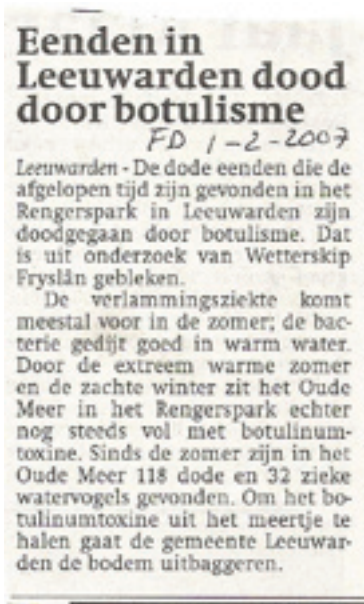 Eenden in
Leeuwarden dood
door botulisme
FD 1-2-2007
Leeuwarden - De dode eenden die de
afgelopen tijd zijn gevonden in het
Rengerspark in Leeuwarden zijn
doodgegaan door botulisme. Dat
is uit onderzoek van Wetterskip
Fryslân gebleken.
De verlammingsziekte komt
meestal voor in de zomer; de bac-
terie gedijt goed in warm water.
Door de extreem warme zomer
en de zachte winter zit het Oude
Meer in het Rengerspark echter
nog steeds vol met botulinum-
toxine. Sinds de zomer zijn in het
Oude Meer 118 dode en 32 zieke
watervogels gevonden. Om het bo-
tulinumtoxine uit het meertje te
halen gaat de gemeente Leeuwar-
den de bodem uitbaggeren.